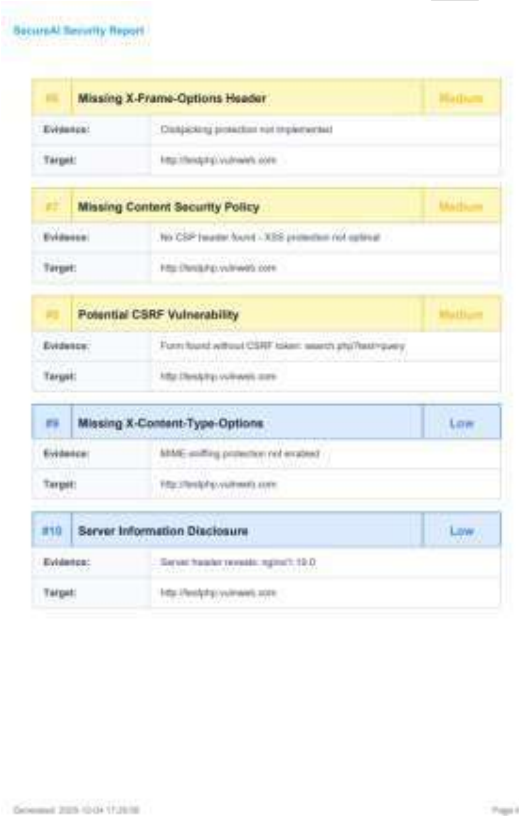 SecureAI Security Report
#6 Missing X-Frame-Options Header Medium
Evidence: Clickjacking protection not implemented
Target: http://testphp.vulnweb.com
#7 Missing Content Security Policy Medium
Evidence: No CSP header found - XSS protection not optimal
Target: http://testphp.vulnweb.com
#8 Potential CSRF Vulnerability Medium
Evidence: Form found without CSRF token: search.php?test=query
Target: http://testphp.vulnweb.com
#9 Missing X-Content-Type-Options Low
Evidence: MIME-sniffing protection not enabled
Target: http://testphp.vulnweb.com
#10 Server Information Disclosure Low
Evidence: Server header reveals: nginx/1.19.0
Target: http://testphp.vulnweb.com
Generated: Page